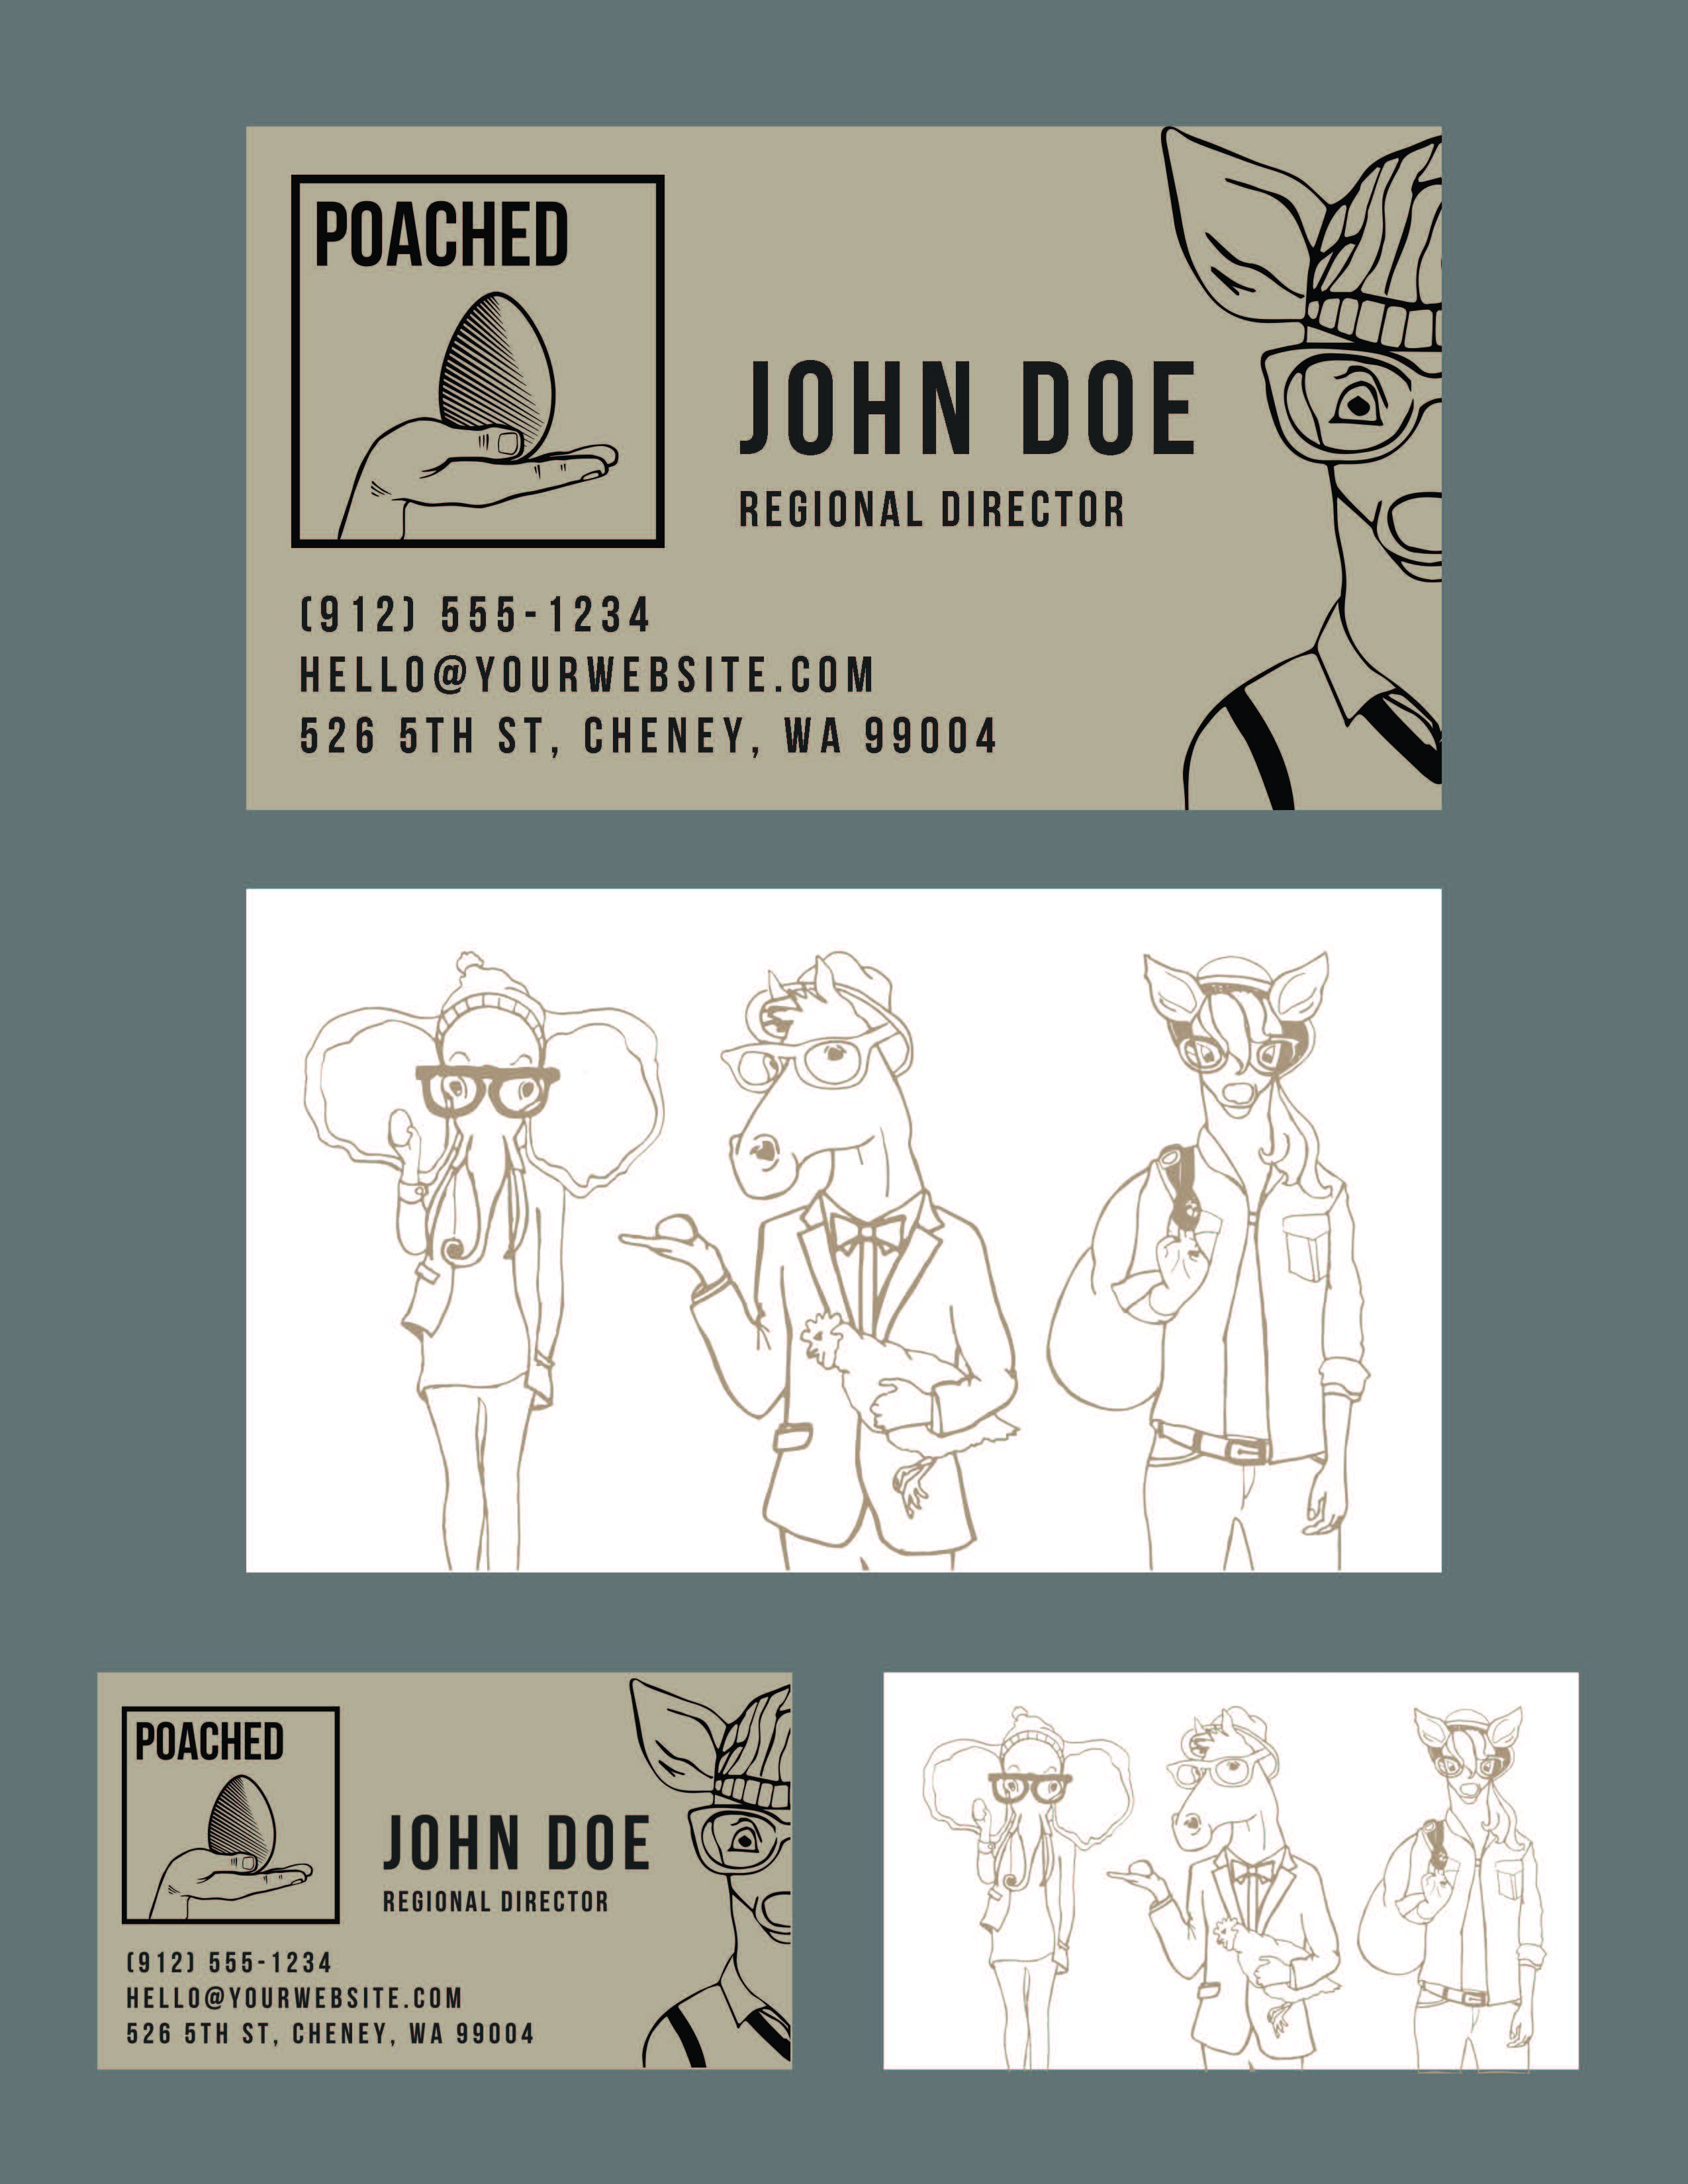 POACHED
JOHN DOE
REGIONAL DIRECTOR
(912) 555-1234
HELLO@YOURWEBSITE.COM
526 5TH ST, CHENEY, WA 99004
POACHED
JOHN DOE
REGIONAL DIRECTOR
(912) 555-1234
HELLO@YOURWEBSITE.COM
526 5TH ST, CHENEY, WA 99004